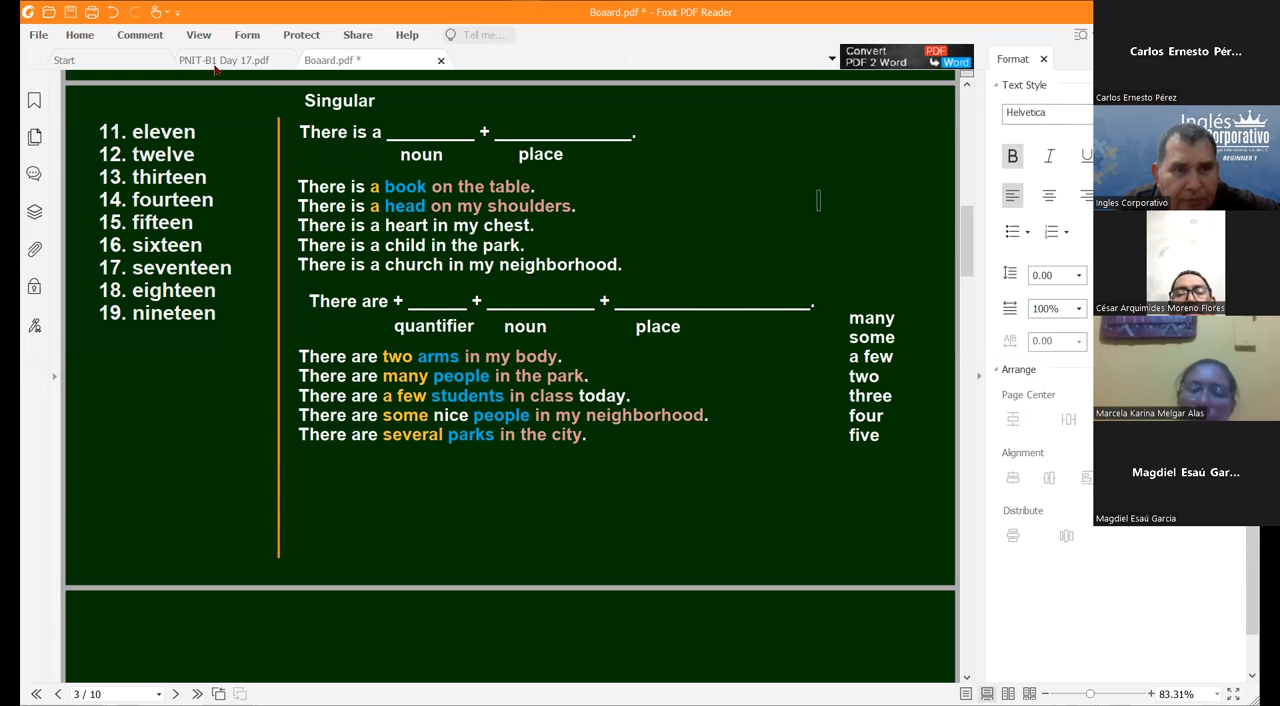 Boaard.pdf * - Foxit PDF Reader
File Home Comment View Form Protect Share Help Tell me...
Start PNIT-B1 Day 17.pdf Boaard.pdf *
Convert PDF
PDF 2 Word Word
Singular
11. eleven
12. twelve
13. thirteen
14. fourteen
15. fifteen
16. sixteen
17. seventeen
18. eighteen
19. nineteen
There is a ________ + ____________.
noun place
There is a book on the table.
There is a head on my shoulders.
There is a heart in my chest.
There is a child in the park.
There is a church in my neighborhood.
There are + ______ + __________ + __________________.
quantifier noun place
There are two arms in my body.
There are many people in the park.
There are a few students in class today.
There are some nice people in my neighborhood.
There are several parks in the city.
many
some
a few
two
three
four
five
3 / 10
83.31%
Format
Text Style
Helvetica
B I U
0.00
100%
0.00
Arrange
Page Center
Alignment
Distribute
Carlos Ernesto Pér...
Carlos Ernesto Pérez
Inglés
Corporativo
BEGINNER 1
Ingles Corporativo
César Arquimides Moreno Flores
Marcela Karina Melgar Alas
Magdiel Esaú Gar...
Magdiel Esaú Garcia